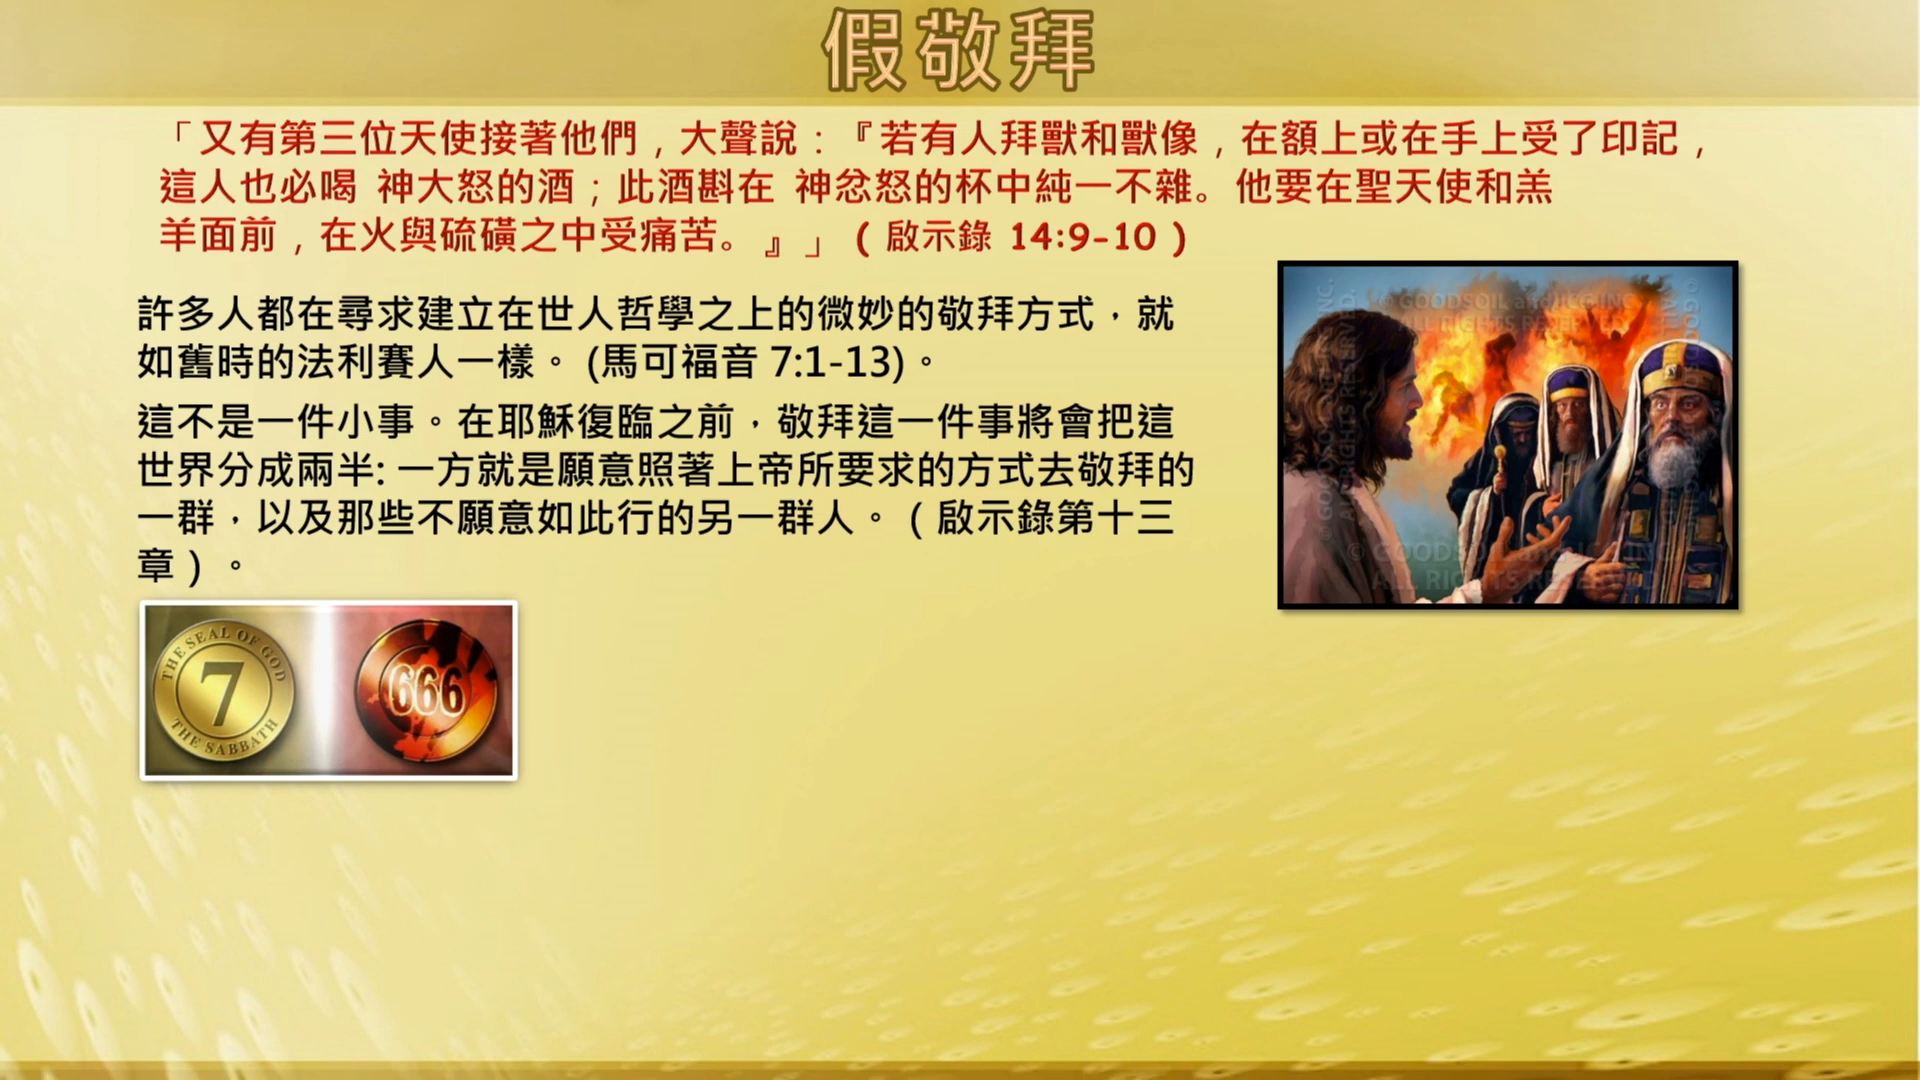 假敬拜
「又有第三位天使接著他們，大聲說：『若有人拜獸和獸像，在額上或在手上受了印記，
這人也必喝 神大怒的酒；此酒斟在 神忿怒的杯中純一不雜。他要在聖天使和羔
羊面前，在火與硫磺之中受痛苦。』」（啟示錄 14:9-10）
許多人都在尋求建立在世人哲學之上的微妙的敬拜方式，就
如舊時的法利賽人一樣。 (馬可福音 7:1-13)。
這不是一件小事。在耶穌復臨之前，敬拜這一件事將會把這
世界分成兩半: 一方就是願意照著上帝所要求的方式去敬拜的
一群，以及那些不願意如此行的另一群人。（啟示錄第十三
章）。
© GOODSOIL and ICG INC
ALL RIGHTS RESERVED
THE SEAL OF GOD
7
THE SABBATH
666